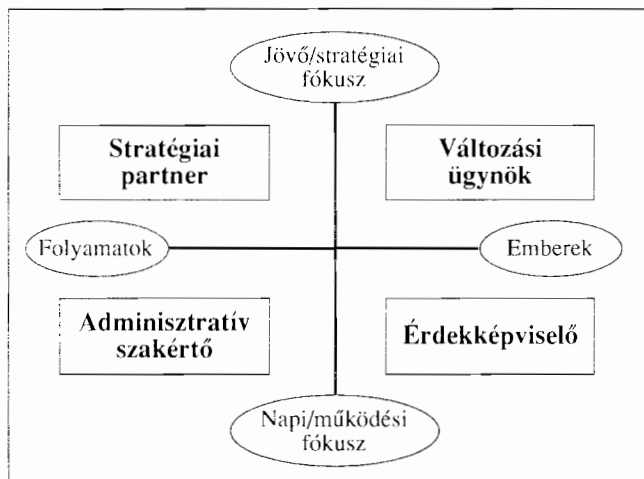 Jövő/stratégiai
fókusz
Stratégiai
partner
Változási
ügynök
Folyamatok
Emberek
Adminisztratív
szakértő
Érdekképviselő
Napi/működési
fókusz